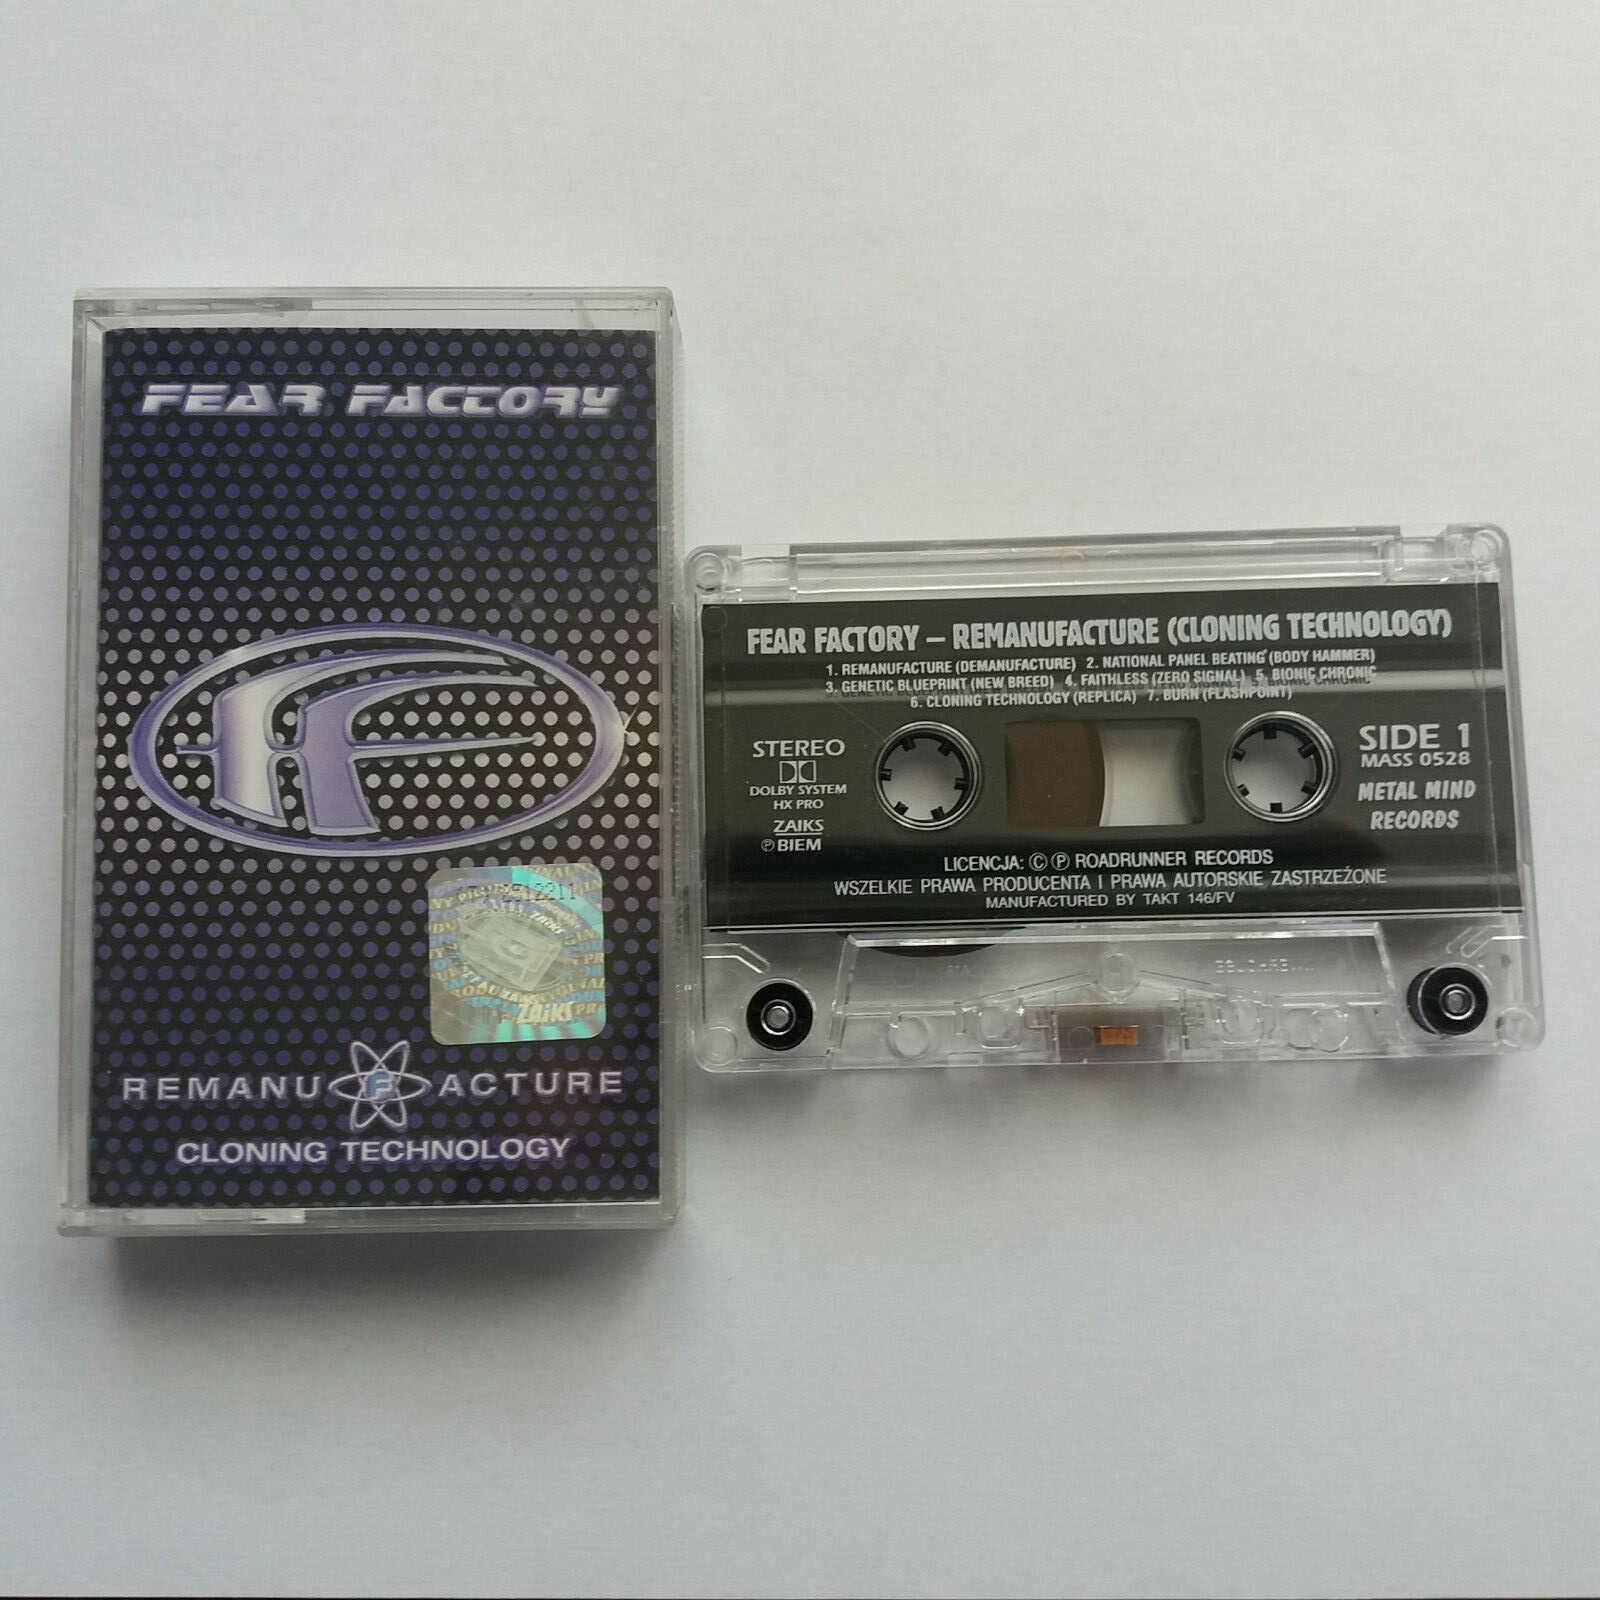 FEAR FACTORY
REMANUFACTURE
CLONING TECHNOLOGY
ZAiKS
FEAR FACTORY – REMANUFACTURE (CLONING TECHNOLOGY)
1. REMANUFACTURE (DEMANUFACTURE) 2. NATIONAL PANEL BEATING (BODY HAMMER)
3. GENETIC BLUEPRINT (NEW BREED) 4. FAITHLESS (ZERO SIGNAL) 5. BIONIC CHRONIC
6. CLONING TECHNOLOGY (REPLICA) 7. BURN (FLASHPOINT)
STEREO
DOLBY SYSTEM
HX PRO
ZAIKS
Ⓟ BIEM
SIDE 1
MASS 0528
METAL MIND
RECORDS
LICENCJA: © Ⓟ ROADRUNNER RECORDS
WSZELKIE PRAWA PRODUCENTA I PRAWA AUTORSKIE ZASTRZEŻONE
MANUFACTURED BY TAKT 146/FV